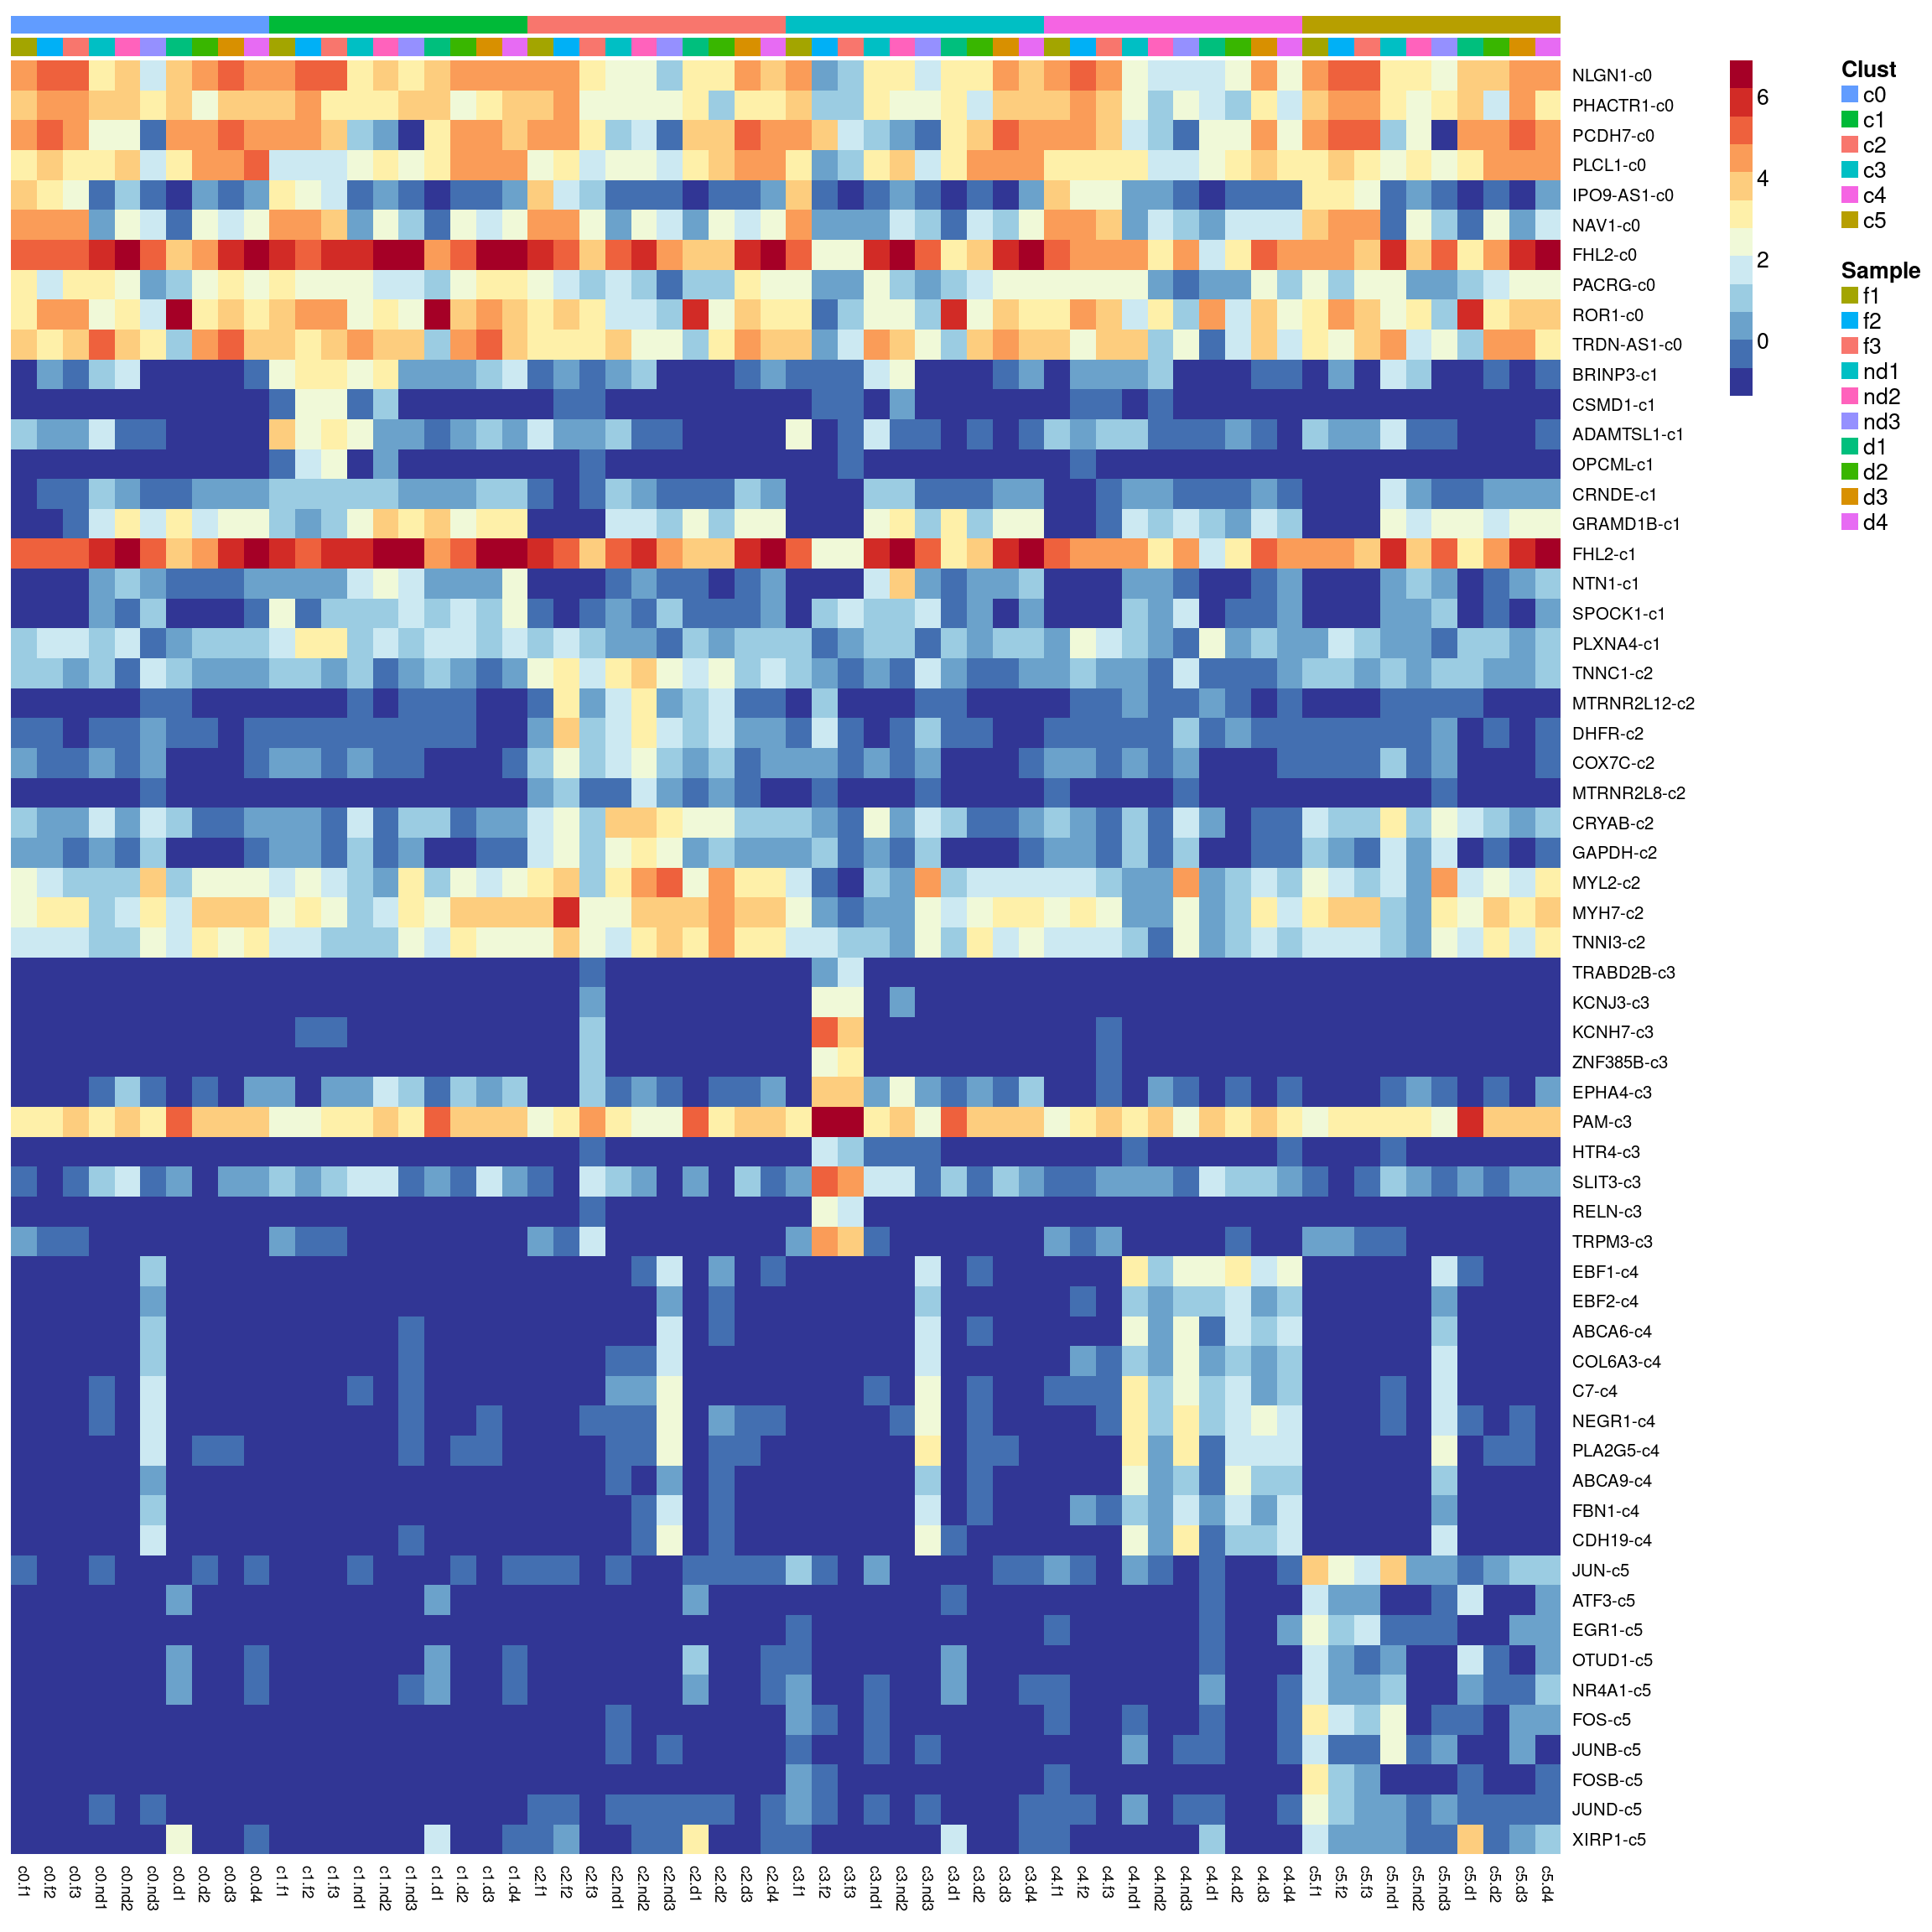 NLGN1-c0
PHACTR1-c0
PCDH7-c0
PLCL1-c0
IPO9-AS1-c0
NAV1-c0
FHL2-c0
PACRG-c0
ROR1-c0
TRDN-AS1-c0
BRINP3-c1
CSMD1-c1
ADAMTSL1-c1
OPCML-c1
CRNDE-c1
GRAMD1B-c1
FHL2-c1
NTN1-c1
SPOCK1-c1
PLXNA4-c1
TNNC1-c2
MTRNR2L12-c2
DHFR-c2
COX7C-c2
MTRNR2L8-c2
CRYAB-c2
GAPDH-c2
MYL2-c2
MYH7-c2
TNNI3-c2
TRABD2B-c3
KCNJ3-c3
KCNH7-c3
ZNF385B-c3
EPHA4-c3
PAM-c3
HTR4-c3
SLIT3-c3
RELN-c3
TRPM3-c3
EBF1-c4
EBF2-c4
ABCA6-c4
COL6A3-c4
C7-c4
NEGR1-c4
PLA2G5-c4
ABCA9-c4
FBN1-c4
CDH19-c4
JUN-c5
ATF3-c5
EGR1-c5
OTUD1-c5
NR4A1-c5
FOS-c5
JUNB-c5
FOSB-c5
JUND-c5
XIRP1-c5
6
4
2
0
Clust
c0
c1
c2
c3
c4
c5
Sample
f1
f2
f3
nd1
nd2
nd3
d1
d2
d3
d4
c0.f1
c0.f2
c0.f3
c0.nd1
c0.nd2
c0.nd3
c0.d1
c0.d2
c0.d3
c0.d4
c1.f1
c1.f2
c1.f3
c1.nd1
c1.nd2
c1.nd3
c1.d1
c1.d2
c1.d3
c1.d4
c2.f1
c2.f2
c2.f3
c2.nd1
c2.nd2
c2.nd3
c2.d1
c2.d2
c2.d3
c2.d4
c3.f1
c3.f2
c3.f3
c3.nd1
c3.nd2
c3.nd3
c3.d1
c3.d2
c3.d3
c3.d4
c4.f1
c4.f2
c4.f3
c4.nd1
c4.nd2
c4.nd3
c4.d1
c4.d2
c4.d3
c4.d4
c5.f1
c5.f2
c5.f3
c5.nd1
c5.nd2
c5.nd3
c5.d1
c5.d2
c5.d3
c5.d4